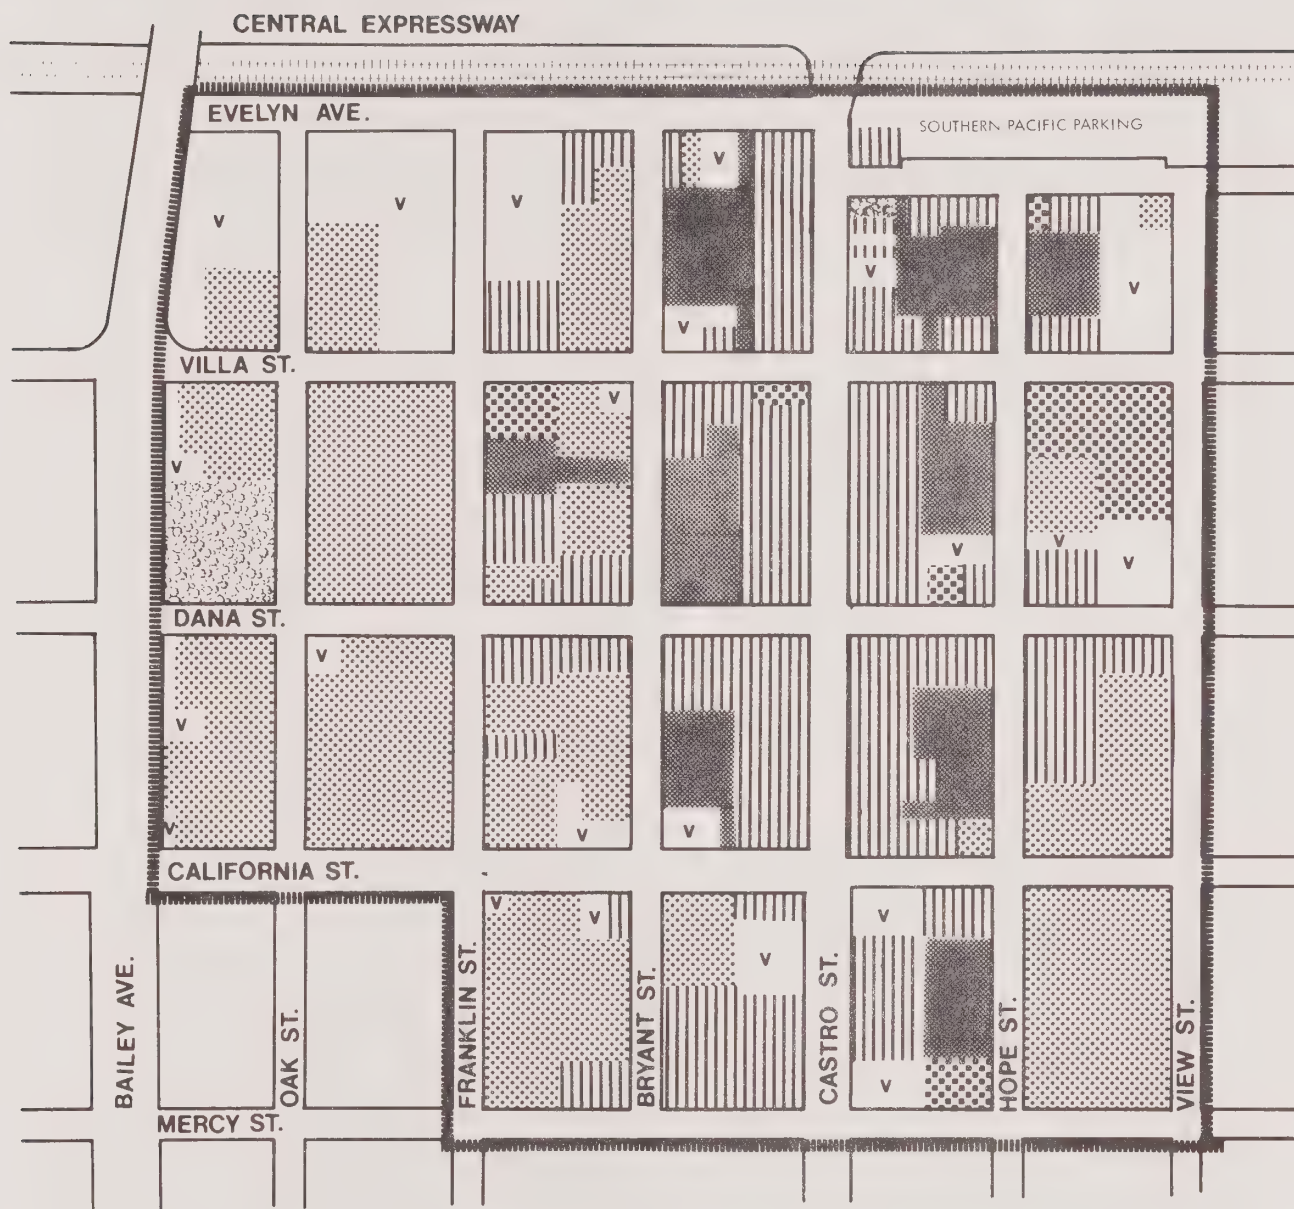 CENTRAL EXPRESSWAY
EVELYN AVE.
SOUTHERN PACIFIC PARKING
V
V
V
V
V
V
V
V
VILLA ST.
V
V
V
V
V
DANA ST.
V
V
V
V
V
V
CALIFORNIA ST.
V
V
V
V
V
BAILEY AVE.
OAK ST.
FRANKLIN ST.
BRYANT ST.
CASTRO ST.
HOPE ST.
VIEW ST.
MERCY ST.